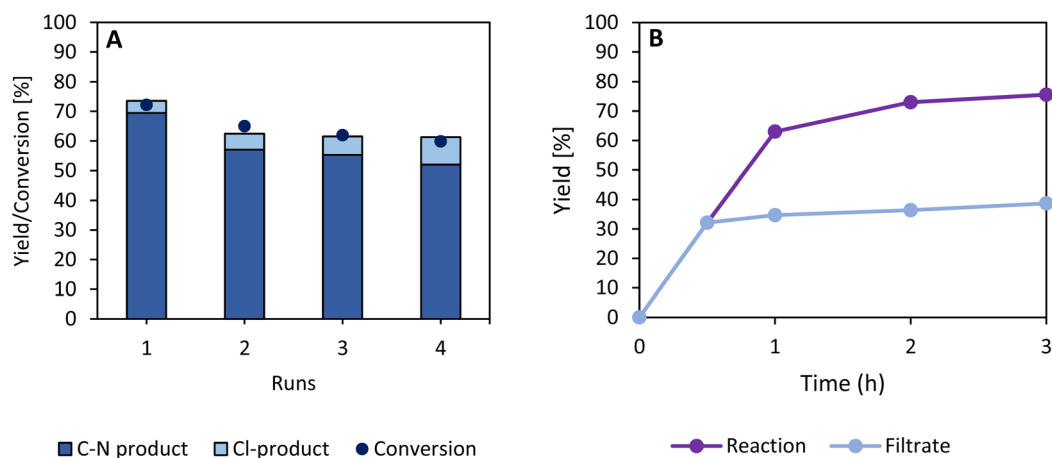 A
Yield/Conversion [%]
100
90
80
70
60
50
40
30
20
10
0
1 2 3 4
Runs
C-N product Cl-product Conversion
B
Yield [%]
100
90
80
70
60
50
40
30
20
10
0
0 1 2 3
Time (h)
Reaction Filtrate